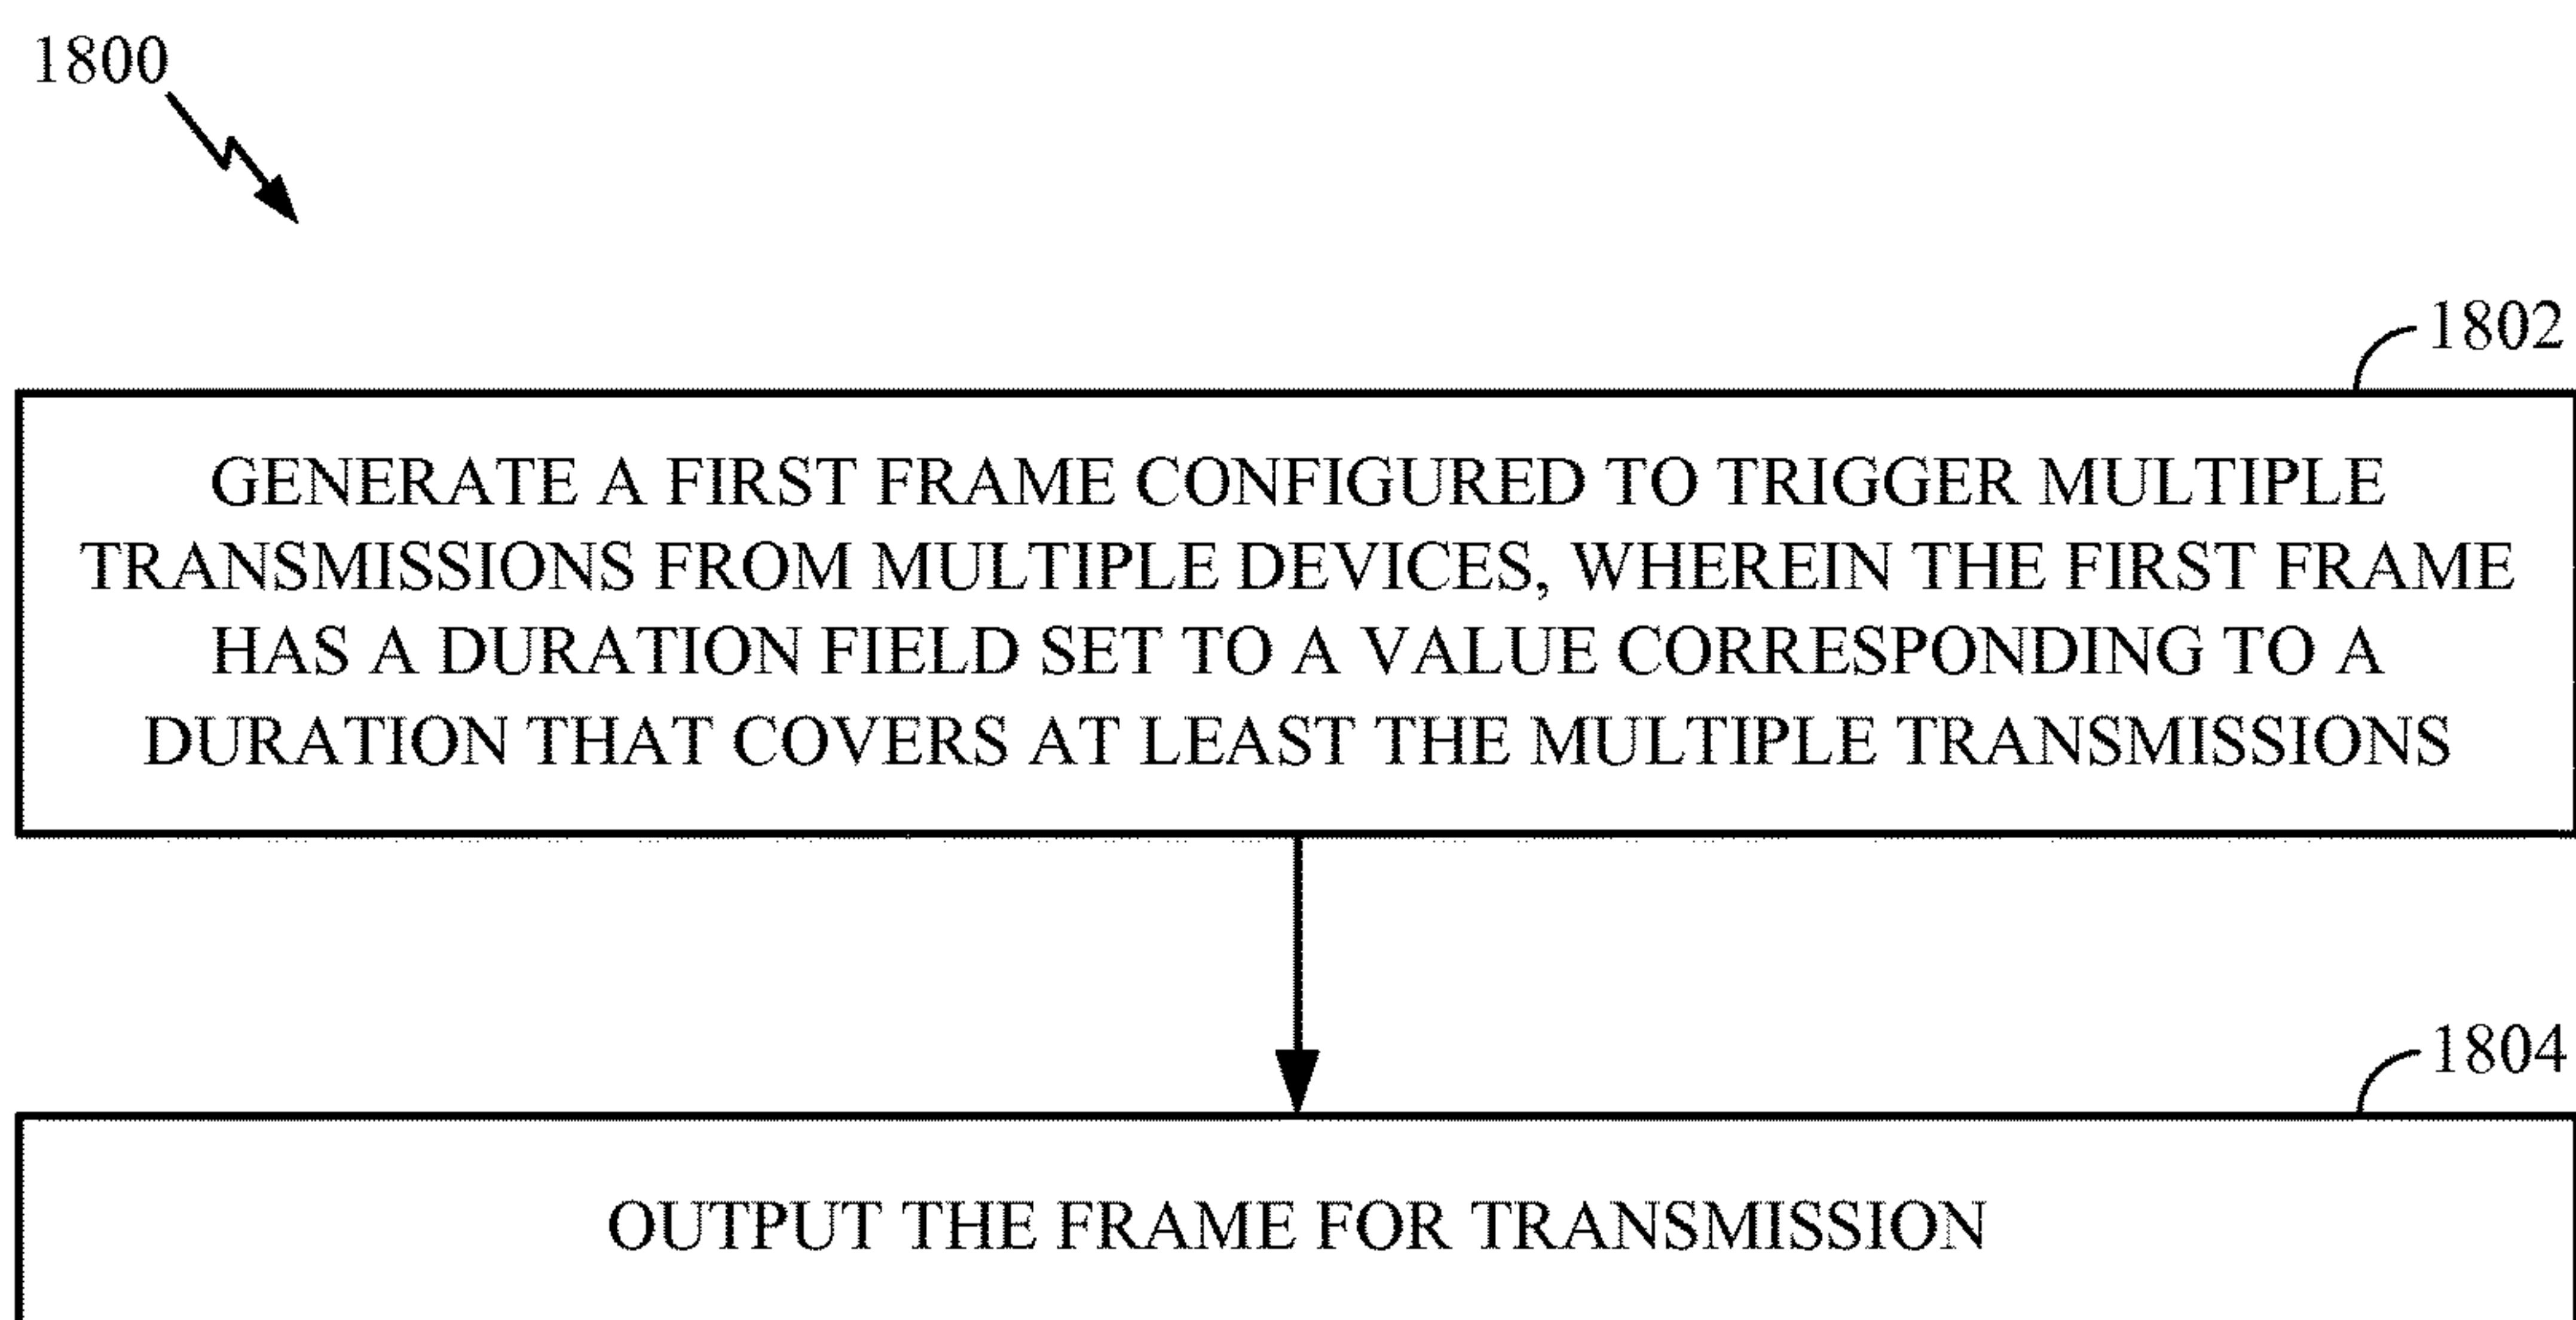 1800
1802
GENERATE A FIRST FRAME CONFIGURED TO TRIGGER MULTIPLE
TRANSMISSIONS FROM MULTIPLE DEVICES, WHEREIN THE FIRST FRAME
HAS A DURATION FIELD SET TO A VALUE CORRESPONDING TO A
DURATION THAT COVERS AT LEAST THE MULTIPLE TRANSMISSIONS
1804
OUTPUT THE FRAME FOR TRANSMISSION